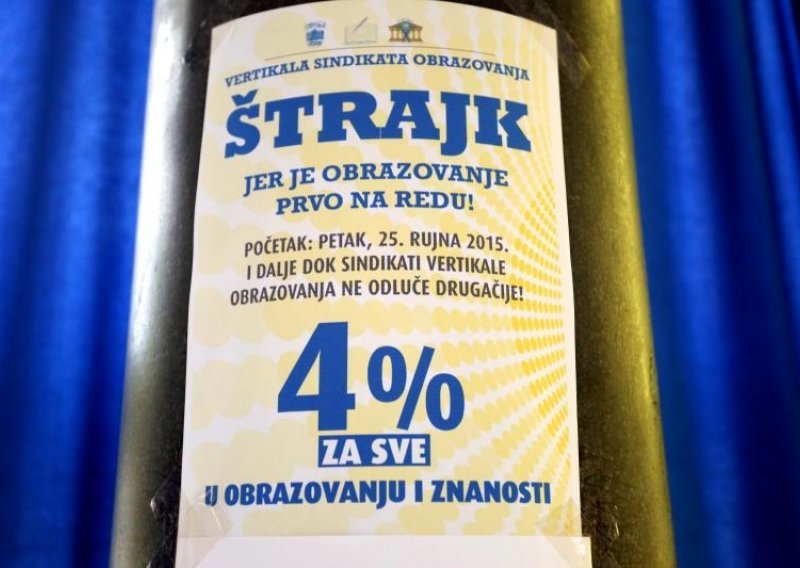 VERTIKALA SINDIKATA OBRAZOVANJA
ŠTRAJK
JER JE OBRAZOVANJE
PRVO NA REDU!
POČETAK: PETAK, 25. RUJNA 2015.
I DALJE DOK SINDIKATI VERTIKALE
OBRAZOVANJA NE ODLUČE DRUGAČIJE!
4%
ZA SVE
U OBRAZOVANJU I ZNANOSTI